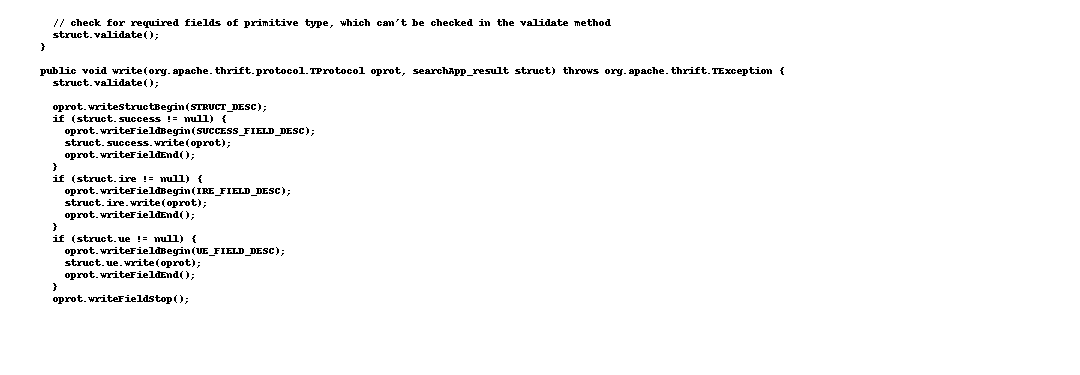 // check for required fields of primitive type, which can't be checked in the validate method
struct.validate();
}
public void write(org.apache.thrift.protocol.TProtocol oprot, searchApp_result struct) throws org.apache.thrift.TException {
struct.validate();
oprot.writeStructBegin(STRUCT_DESC);
if (struct.success != null) {
oprot.writeFieldBegin(SUCCESS_FIELD_DESC);
struct.success.write(oprot);
oprot.writeFieldEnd();
}
if (struct.ire != null) {
oprot.writeFieldBegin(IRE_FIELD_DESC);
struct.ire.write(oprot);
oprot.writeFieldEnd();
}
if (struct.ue != null) {
oprot.writeFieldBegin(UE_FIELD_DESC);
struct.ue.write(oprot);
oprot.writeFieldEnd();
}
oprot.writeFieldStop();